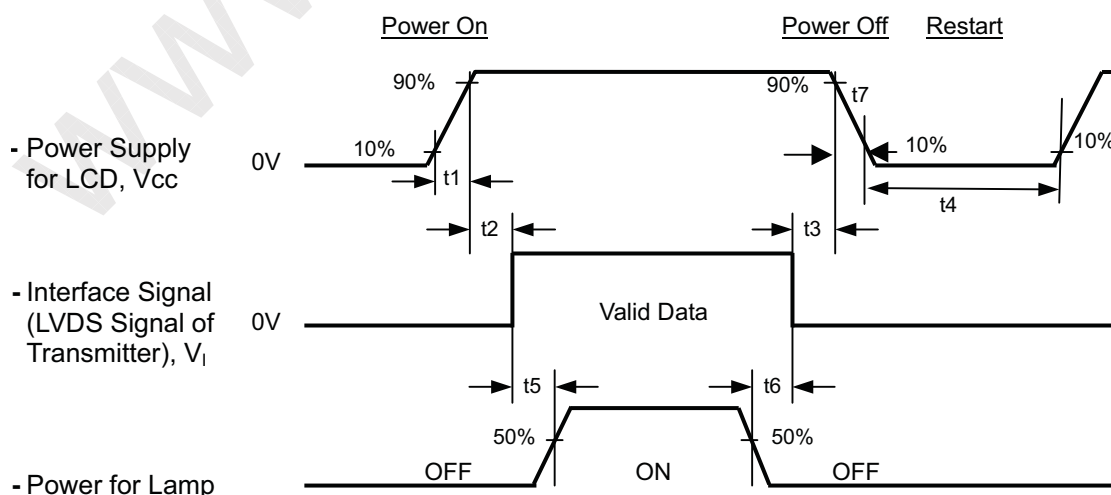 Power On Power Off Restart
90% 90% t7
- Power Supply for LCD, Vcc
0V 10% 10% 10%
t1 t4
t2 t3
- Interface Signal (LVDS Signal of Transmitter), VI
0V Valid Data
t5 t6
50% 50%
- Power for Lamp
OFF ON OFF